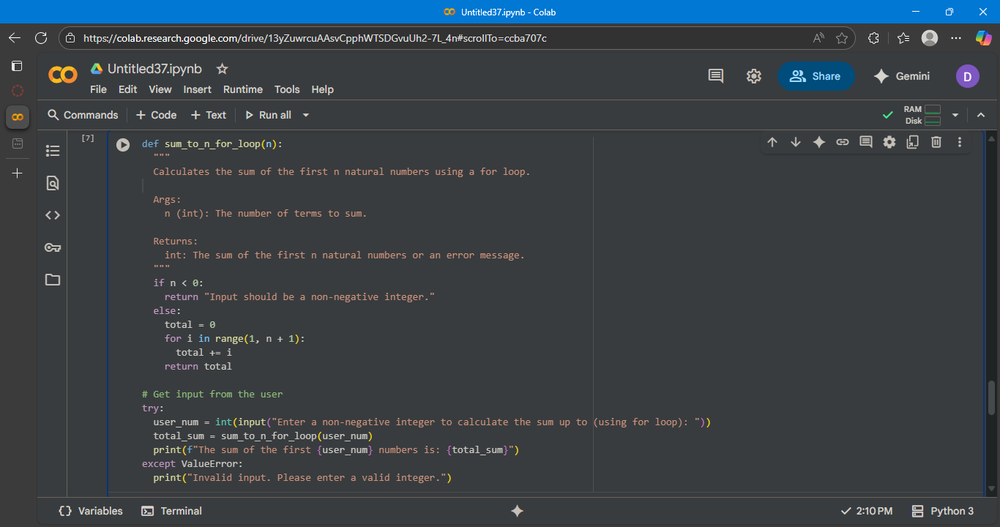 Untitled37.ipynb - Colab
https://colab.research.google.com/drive/13yZuwrcuAAsvCpphWTSDGvuUh2-7L_4n#scrollTo=ccba707c
Untitled37.ipynb
Share
Gemini
D
File Edit View Insert Runtime Tools Help
Commands + Code + Text Run all
RAM
Disk
[7]
def sum_to_n_for_loop(n):
"""
Calculates the sum of the first n natural numbers using a for loop.
Args:
n (int): The number of terms to sum.
Returns:
int: The sum of the first n natural numbers or an error message.
"""
if n < 0:
return "Input should be a non-negative integer."
else:
total = 0
for i in range(1, n + 1):
total += i
return total
# Get input from the user
try:
user_num = int(input("Enter a non-negative integer to calculate the sum up to (using for loop): "))
total_sum = sum_to_n_for_loop(user_num)
print(f"The sum of the first {user_num} numbers is: {total_sum}")
except ValueError:
print("Invalid input. Please enter a valid integer.")
{} Variables Terminal 2:10 PM Python 3